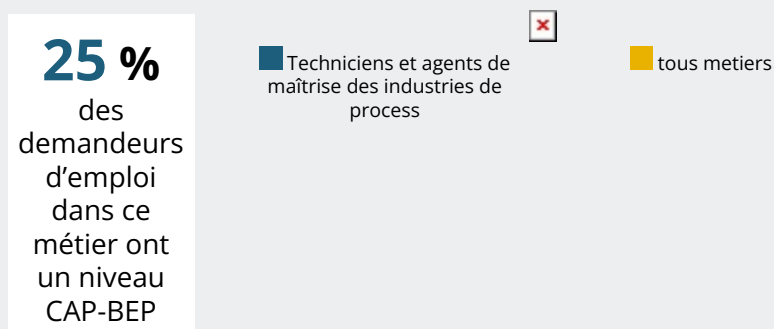 25 %
des
demandeurs
d’emploi
dans ce
métier ont
un niveau
CAP-BEP
Techniciens et agents de
maîtrise des industries de
process
tous metiers